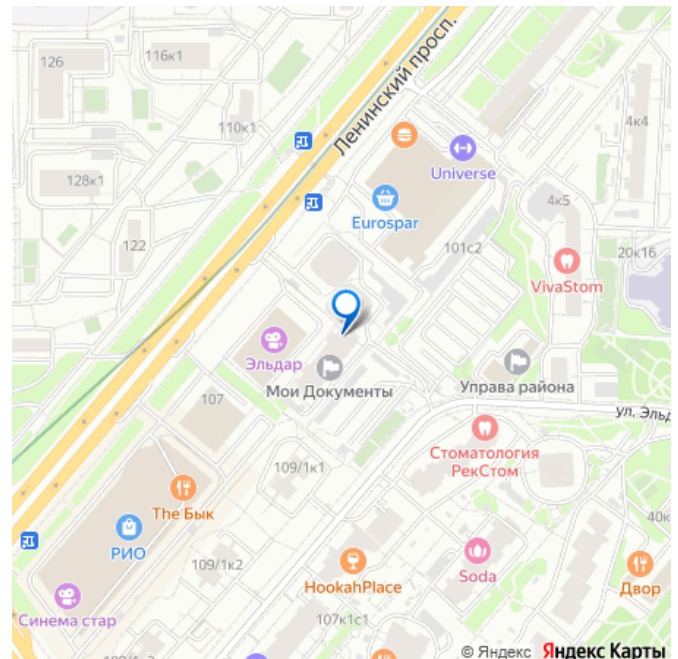 126
116к1
Ленинский просп.
110к1
4к4
Universe
128к1
Eurospar
4к5
122
101с2
20к16
VivaStom
Эльдар
Мои Документы
Управа района
107
ул. Эльд
Стоматология
РекСтом
109/1к1
The Бык
40к
РИО
109/1к2
HookahPlace
Soda
Двор
Синема стар
107к1с1
© Яндекс Яндекс Карты